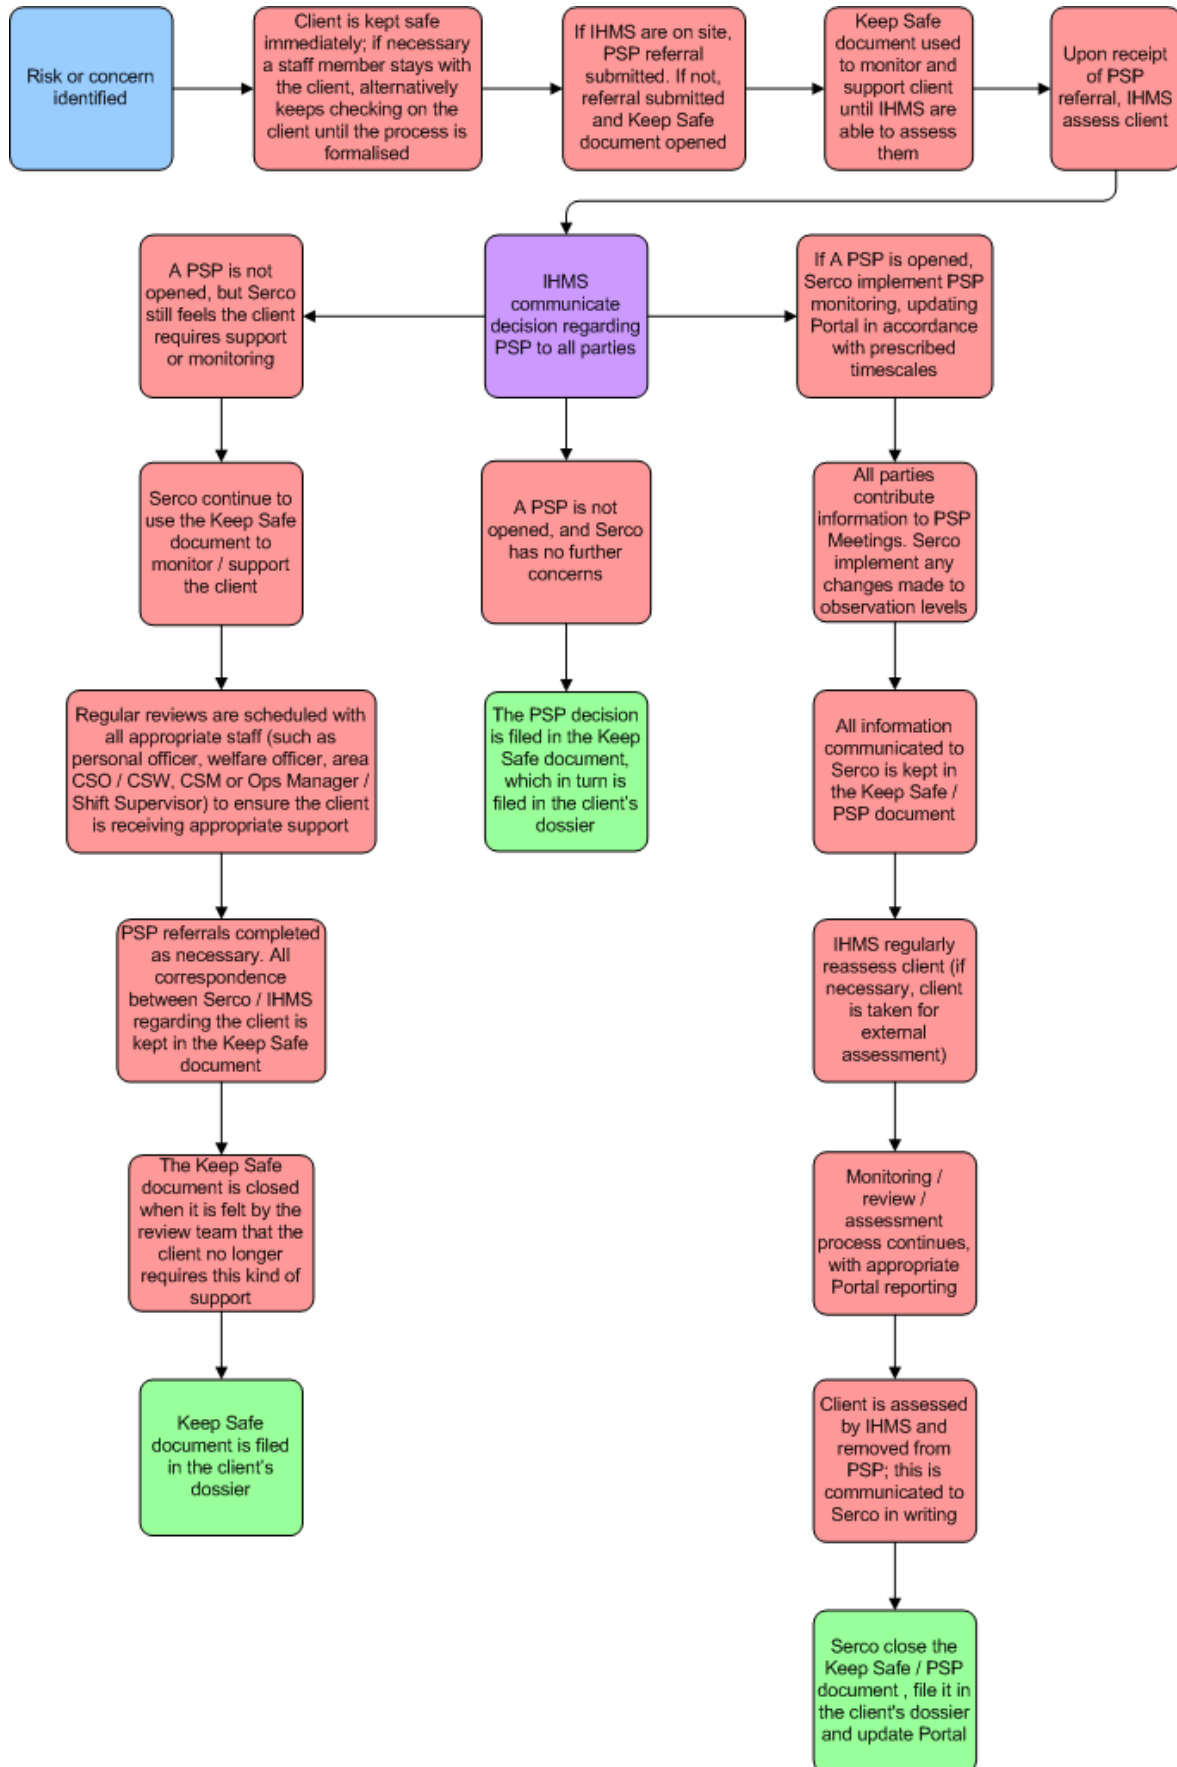 Risk or concern
identified
Client is kept safe
immediately; if necessary
a staff member stays with
the client, alternatively
keeps checking on the
client until the process is
formalised
If IHMS are on site,
PSP referral
submitted. If not,
referral submitted
and Keep Safe
document opened
Keep Safe
document used
to monitor and
support client
until IHMS are
able to assess
them
Upon receipt
of PSP
referral, IHMS
assess client
A PSP is not
opened, but Serco
still feels the client
requires support
or monitoring
IHMS
communicate
decision regarding
PSP to all parties
If A PSP is opened,
Serco implement PSP
monitoring, updating
Portal in accordance
with prescribed
timescales
Serco continue to
use the Keep Safe
document to
monitor / support
the client
A PSP is not
opened, and Serco
has no further
concerns
All parties
contribute
information to PSP
Meetings. Serco
implement any
changes made to
observation levels
Regular reviews are scheduled with
all appropriate staff (such as
personal officer, welfare officer, area
CSO / CSW, CSM or Ops Manager /
Shift Supervisor) to ensure the client
is receiving appropriate support
The PSP decision
is filed in the Keep
Safe document,
which in turn is
filed in the client's
dossier
All information
communicated to
Serco is kept in
the Keep Safe /
PSP document
PSP referrals completed
as necessary. All
correspondence
between Serco / IHMS
regarding the client is
kept in the Keep Safe
document
IHMS regularly
reassess client (if
necessary, client
is taken for
external
assessment)
The Keep Safe
document is closed
when it is felt by the
review team that the
client no longer
requires this kind of
support
Monitoring /
review /
assessment
process continues,
with appropriate
Portal reporting
Keep Safe
document is filed
in the client's
dossier
Client is assessed
by IHMS and
removed from
PSP; this is
communicated to
Serco in writing
Serco close the
Keep Safe / PSP
document , file it in
the client's dossier
and update Portal